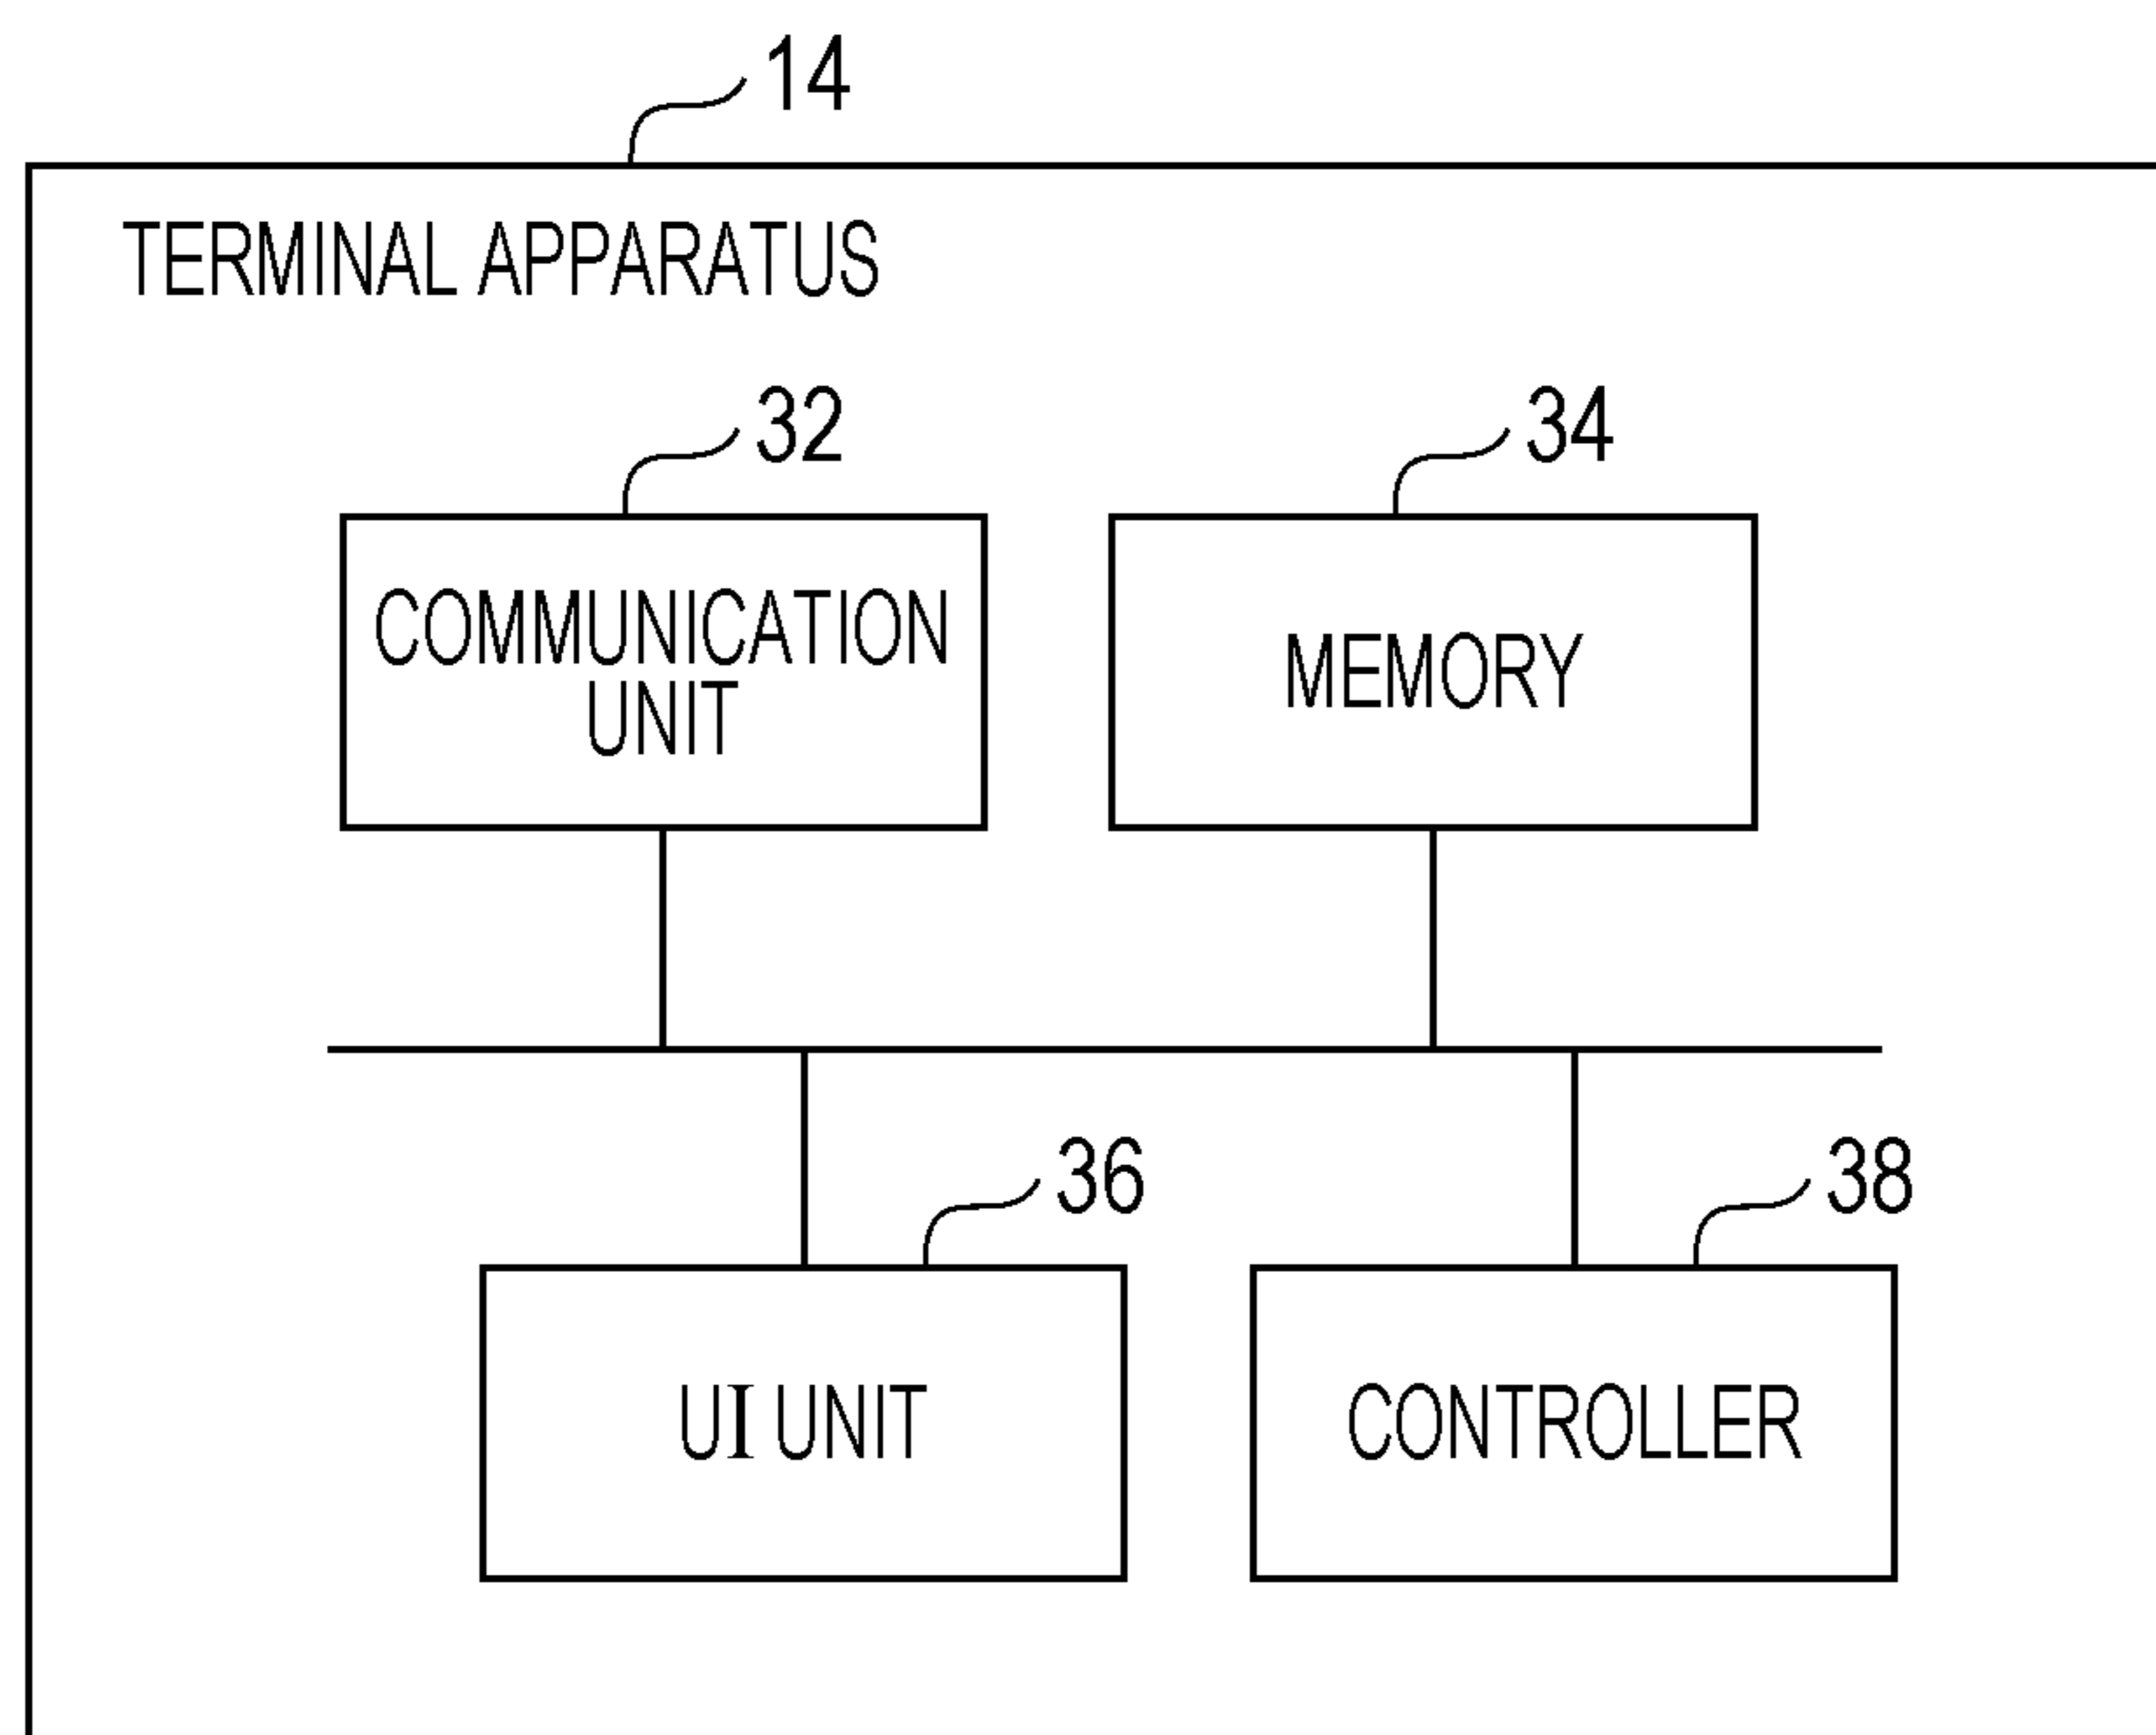 14
TERMINAL APPARATUS
32
34
COMMUNICATION
UNIT
MEMORY
36
38
UI UNIT
CONTROLLER